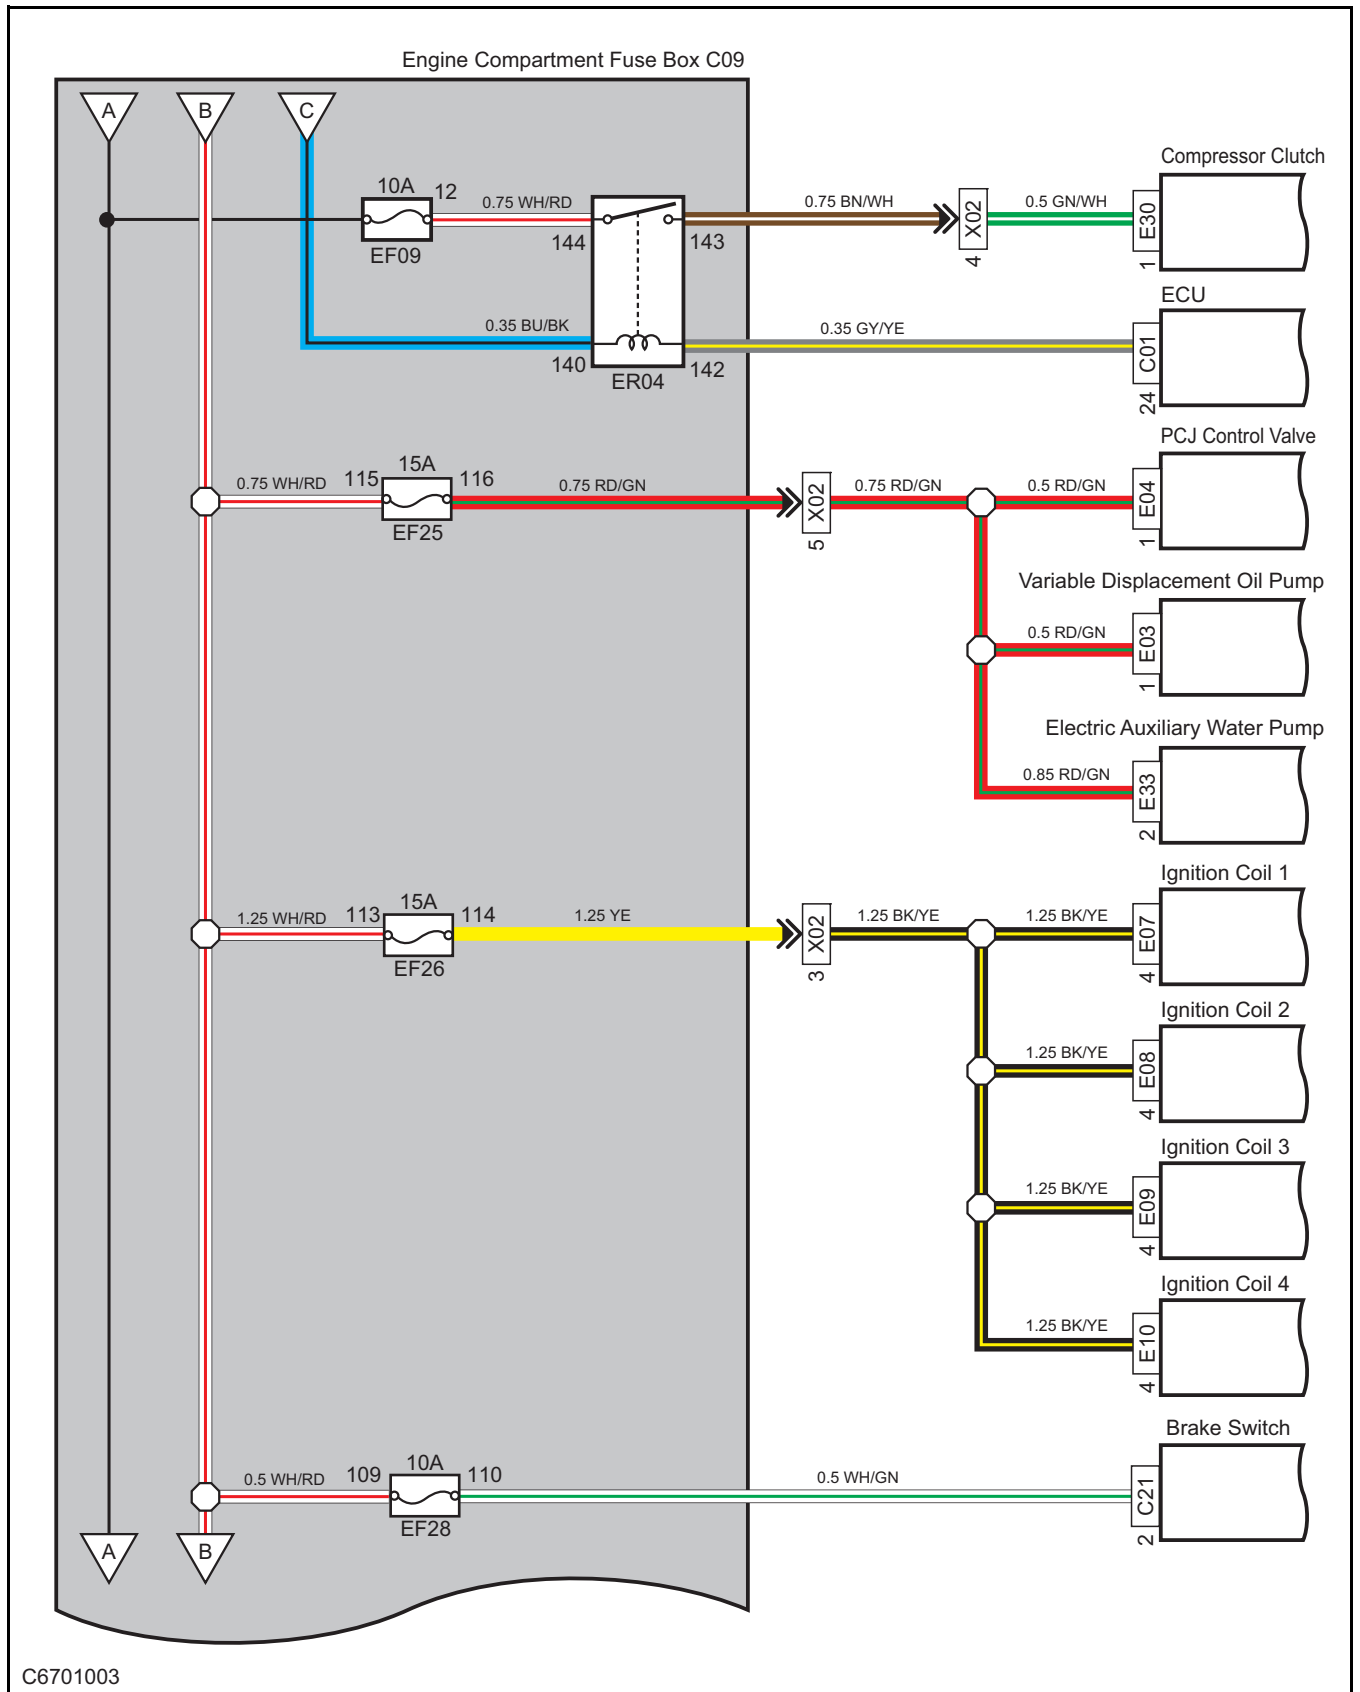 Engine Compartment Fuse Box C09
A
B
C
Compressor Clutch
10A
12
0.75 WH/RD
0.75 BN/WH
0.5 GN/WH
EF09
144
143
X02
4
E30
1
ECU
0.35 BU/BK
0.35 GY/YE
140
142
ER04
C01
24
PCJ Control Valve
15A
0.75 WH/RD
115
116
0.75 RD/GN
0.75 RD/GN
0.5 RD/GN
EF25
X02
5
E04
1
Variable Displacement Oil Pump
0.5 RD/GN
E03
1
Electric Auxiliary Water Pump
0.85 RD/GN
E33
2
Ignition Coil 1
15A
1.25 WH/RD
113
114
1.25 YE
1.25 BK/YE
1.25 BK/YE
EF26
X02
3
E07
4
Ignition Coil 2
1.25 BK/YE
E08
4
Ignition Coil 3
1.25 BK/YE
E09
4
Ignition Coil 4
1.25 BK/YE
E10
4
Brake Switch
10A
0.5 WH/RD
109
110
0.5 WH/GN
EF28
C21
2
A
B
C6701003